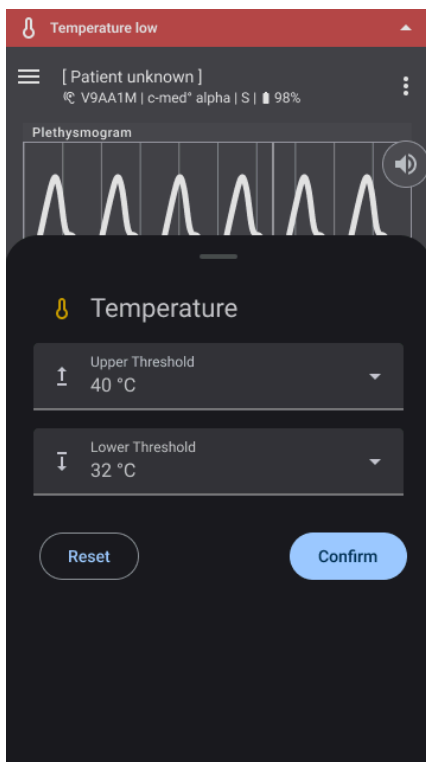 Temperature low
[ Patient unknown ]
V9AA1M | c-med° alpha | S | 98%
Plethysmogram
Temperature
Upper Threshold
40 °C
Lower Threshold
32 °C
Reset
Confirm